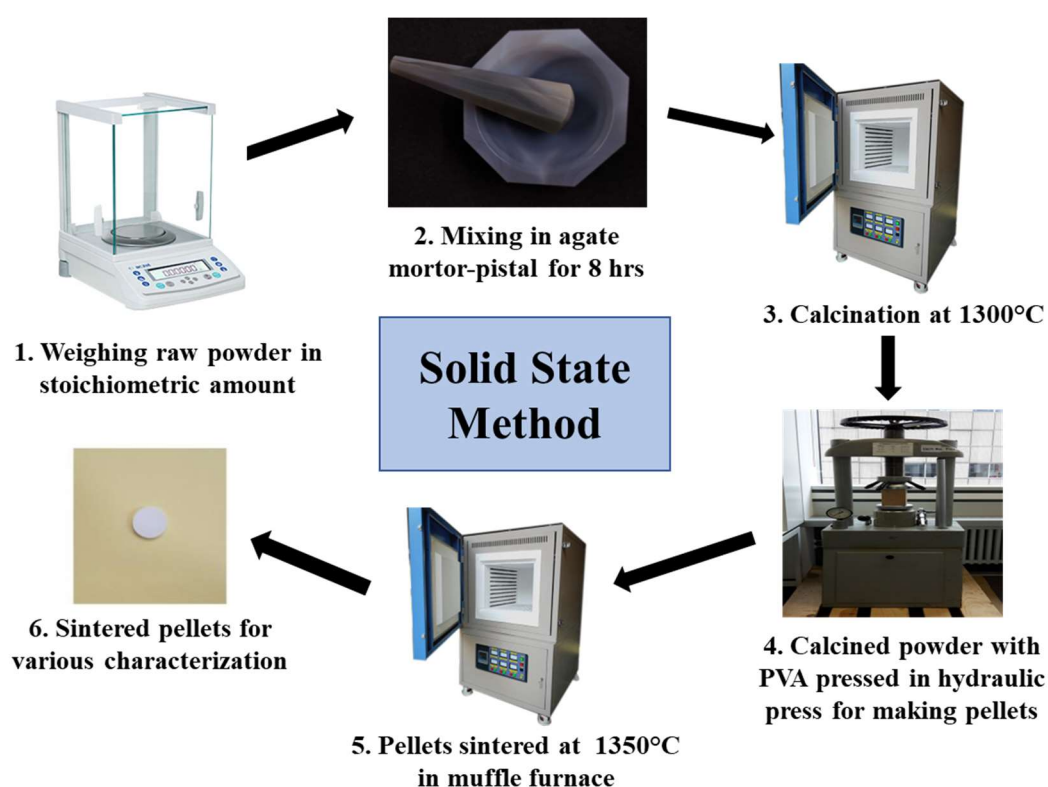 2. Mixing in agate
mortor-pistal for 8 hrs
3. Calcination at 1300°C
1. Weighing raw powder in
stoichiometric amount
Solid State
Method
4. Calcined powder with
PVA pressed in hydraulic
press for making pellets
6. Sintered pellets for
various characterization
5. Pellets sintered at 1350°C
in muffle furnace